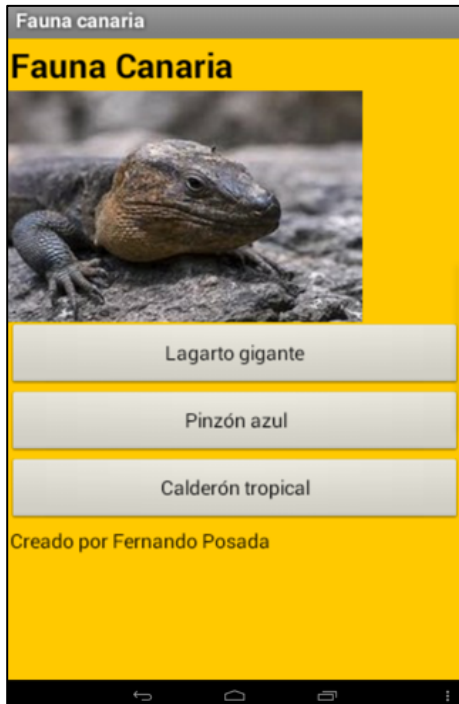 Fauna canaria
Fauna Canaria
Lagarto gigante
Pinzón azul
Calderón tropical
Creado por Fernando Posada